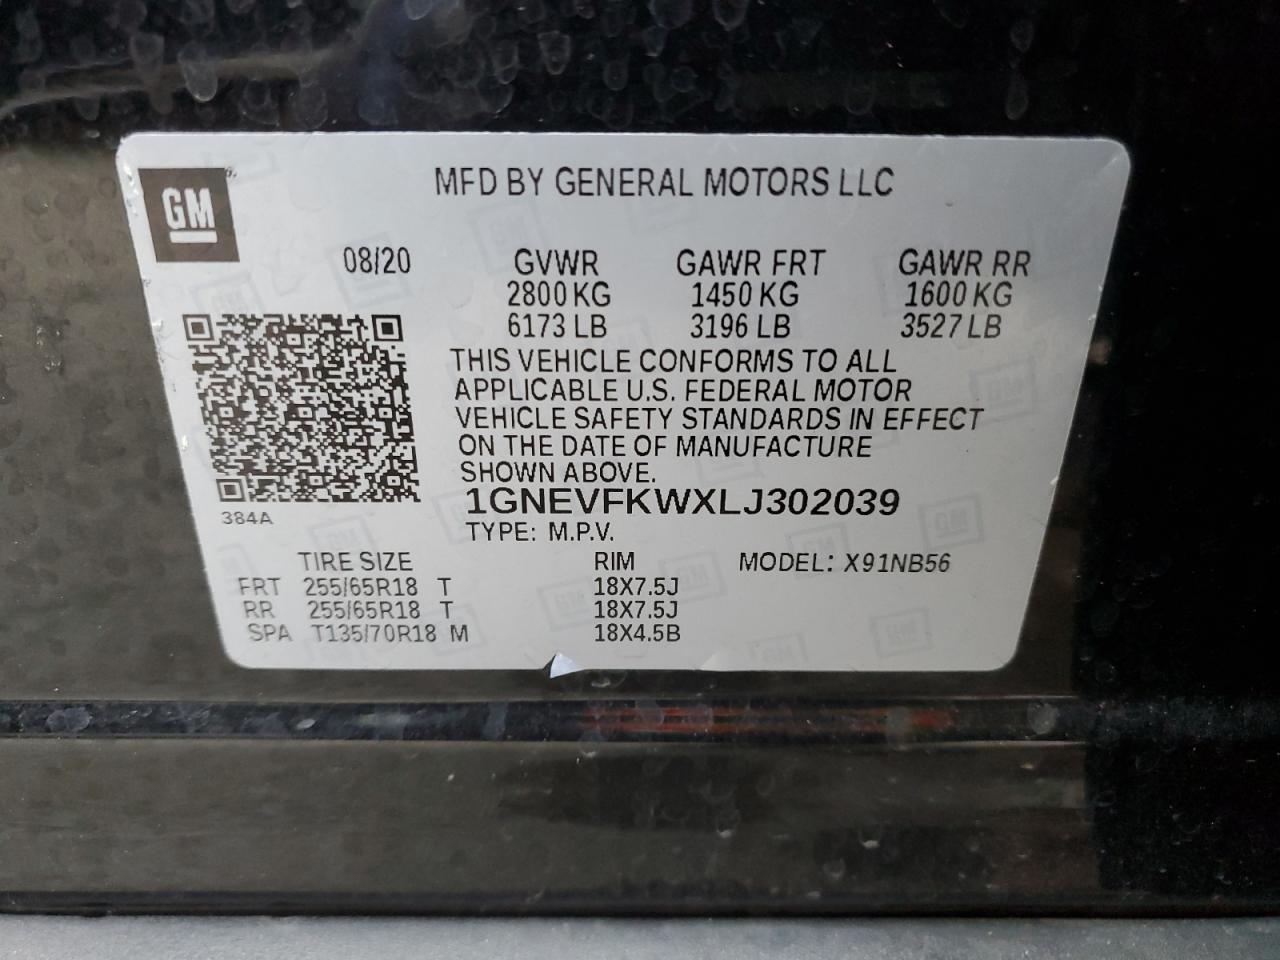 GM
MFD BY GENERAL MOTORS LLC
08/20
GVWR GAWR FRT GAWR RR
2800 KG 1450 KG 1600 KG
6173 LB 3196 LB 3527 LB
THIS VEHICLE CONFORMS TO ALL
APPLICABLE U.S. FEDERAL MOTOR
VEHICLE SAFETY STANDARDS IN EFFECT
ON THE DATE OF MANUFACTURE
SHOWN ABOVE.
384A
1GNEVFKWXLJ302039
TYPE: M.P.V.
TIRE SIZE RIM MODEL: X91NB56
FRT 255/65R18 T 18X7.5J
RR 255/65R18 T 18X7.5J
SPA T135/70R18 M 18X4.5B